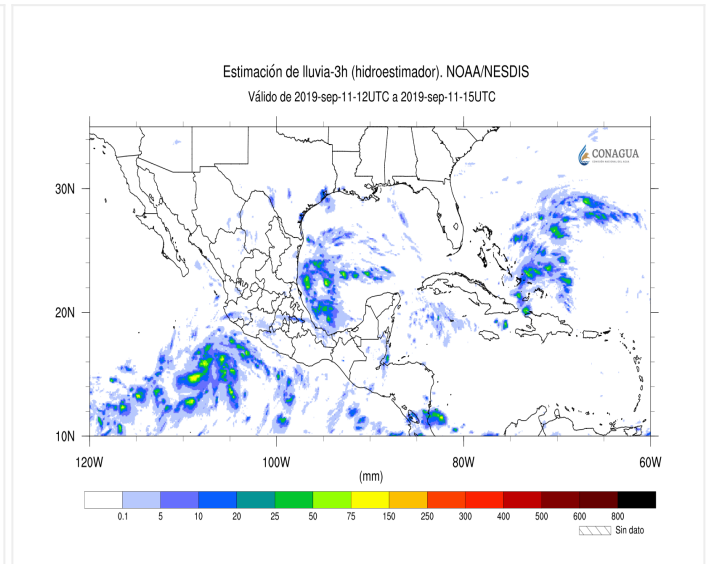 Estimación de lluvia-3h (hidroestimador). NOAA/NESDIS
Válido de 2019-sep-11-12UTC a 2019-sep-11-15UTC
CONAGUA
30N
20N
10N
120W 100W 80W 60W
(mm)
0.1 5 10 20 25 50 75 150 250 300 400 500 600 800
Sin dato